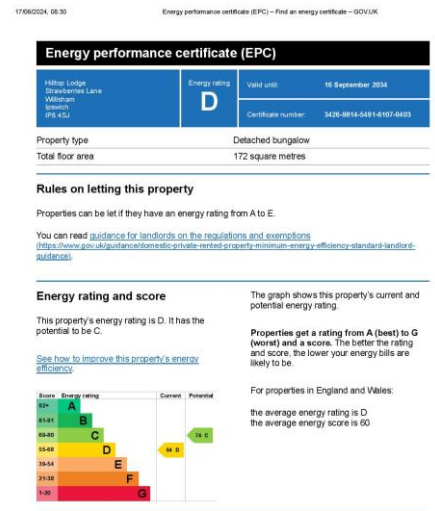 17/09/2024, 08:30
Energy performance certificate (EPC) – Find an energy certificate – GOV.UK
Energy performance certificate (EPC)
Hilltop Lodge
Strawberries Lane
Willisham
Ipswich
IP8 4SJ
Energy rating
D
Valid until:
16 September 2034
Certificate number:
3426-9814-5491-6107-0403
Property type
Detached bungalow
Total floor area
172 square metres
Rules on letting this property
Properties can be let if they have an energy rating from A to E.
You can read guidance for landlords on the regulations and exemptions
(https://www.gov.uk/guidance/domestic-private-rented-property-minimum-energy-efficiency-standard-landlord-
guidance).
Energy rating and score
This property's energy rating is D. It has the
potential to be C.
See how to improve this property's energy
efficiency.
Score Energy rating Current Potential
92+ A
81-91 B
69-80 C 78 C
55-68 D D
39-54 E
21-38 F
1-20 G
The graph shows this property's current and
potential energy rating.
Properties get a rating from A (best) to G
(worst) and a score. The better the rating
and score, the lower your energy bills are
likely to be.
For properties in England and Wales:
the average energy rating is D
the average energy score is 60